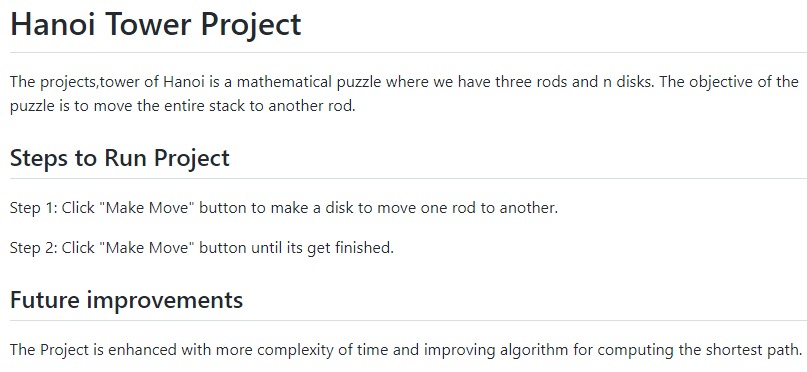 Hanoi Tower Project
The projects,tower of Hanoi is a mathematical puzzle where we have three rods and n disks. The objective of the
puzzle is to move the entire stack to another rod.
Steps to Run Project
Step 1: Click "Make Move" button to make a disk to move one rod to another.
Step 2: Click "Make Move" button until its get finished.
Future improvements
The Project is enhanced with more complexity of time and improving algorithm for computing the shortest path.